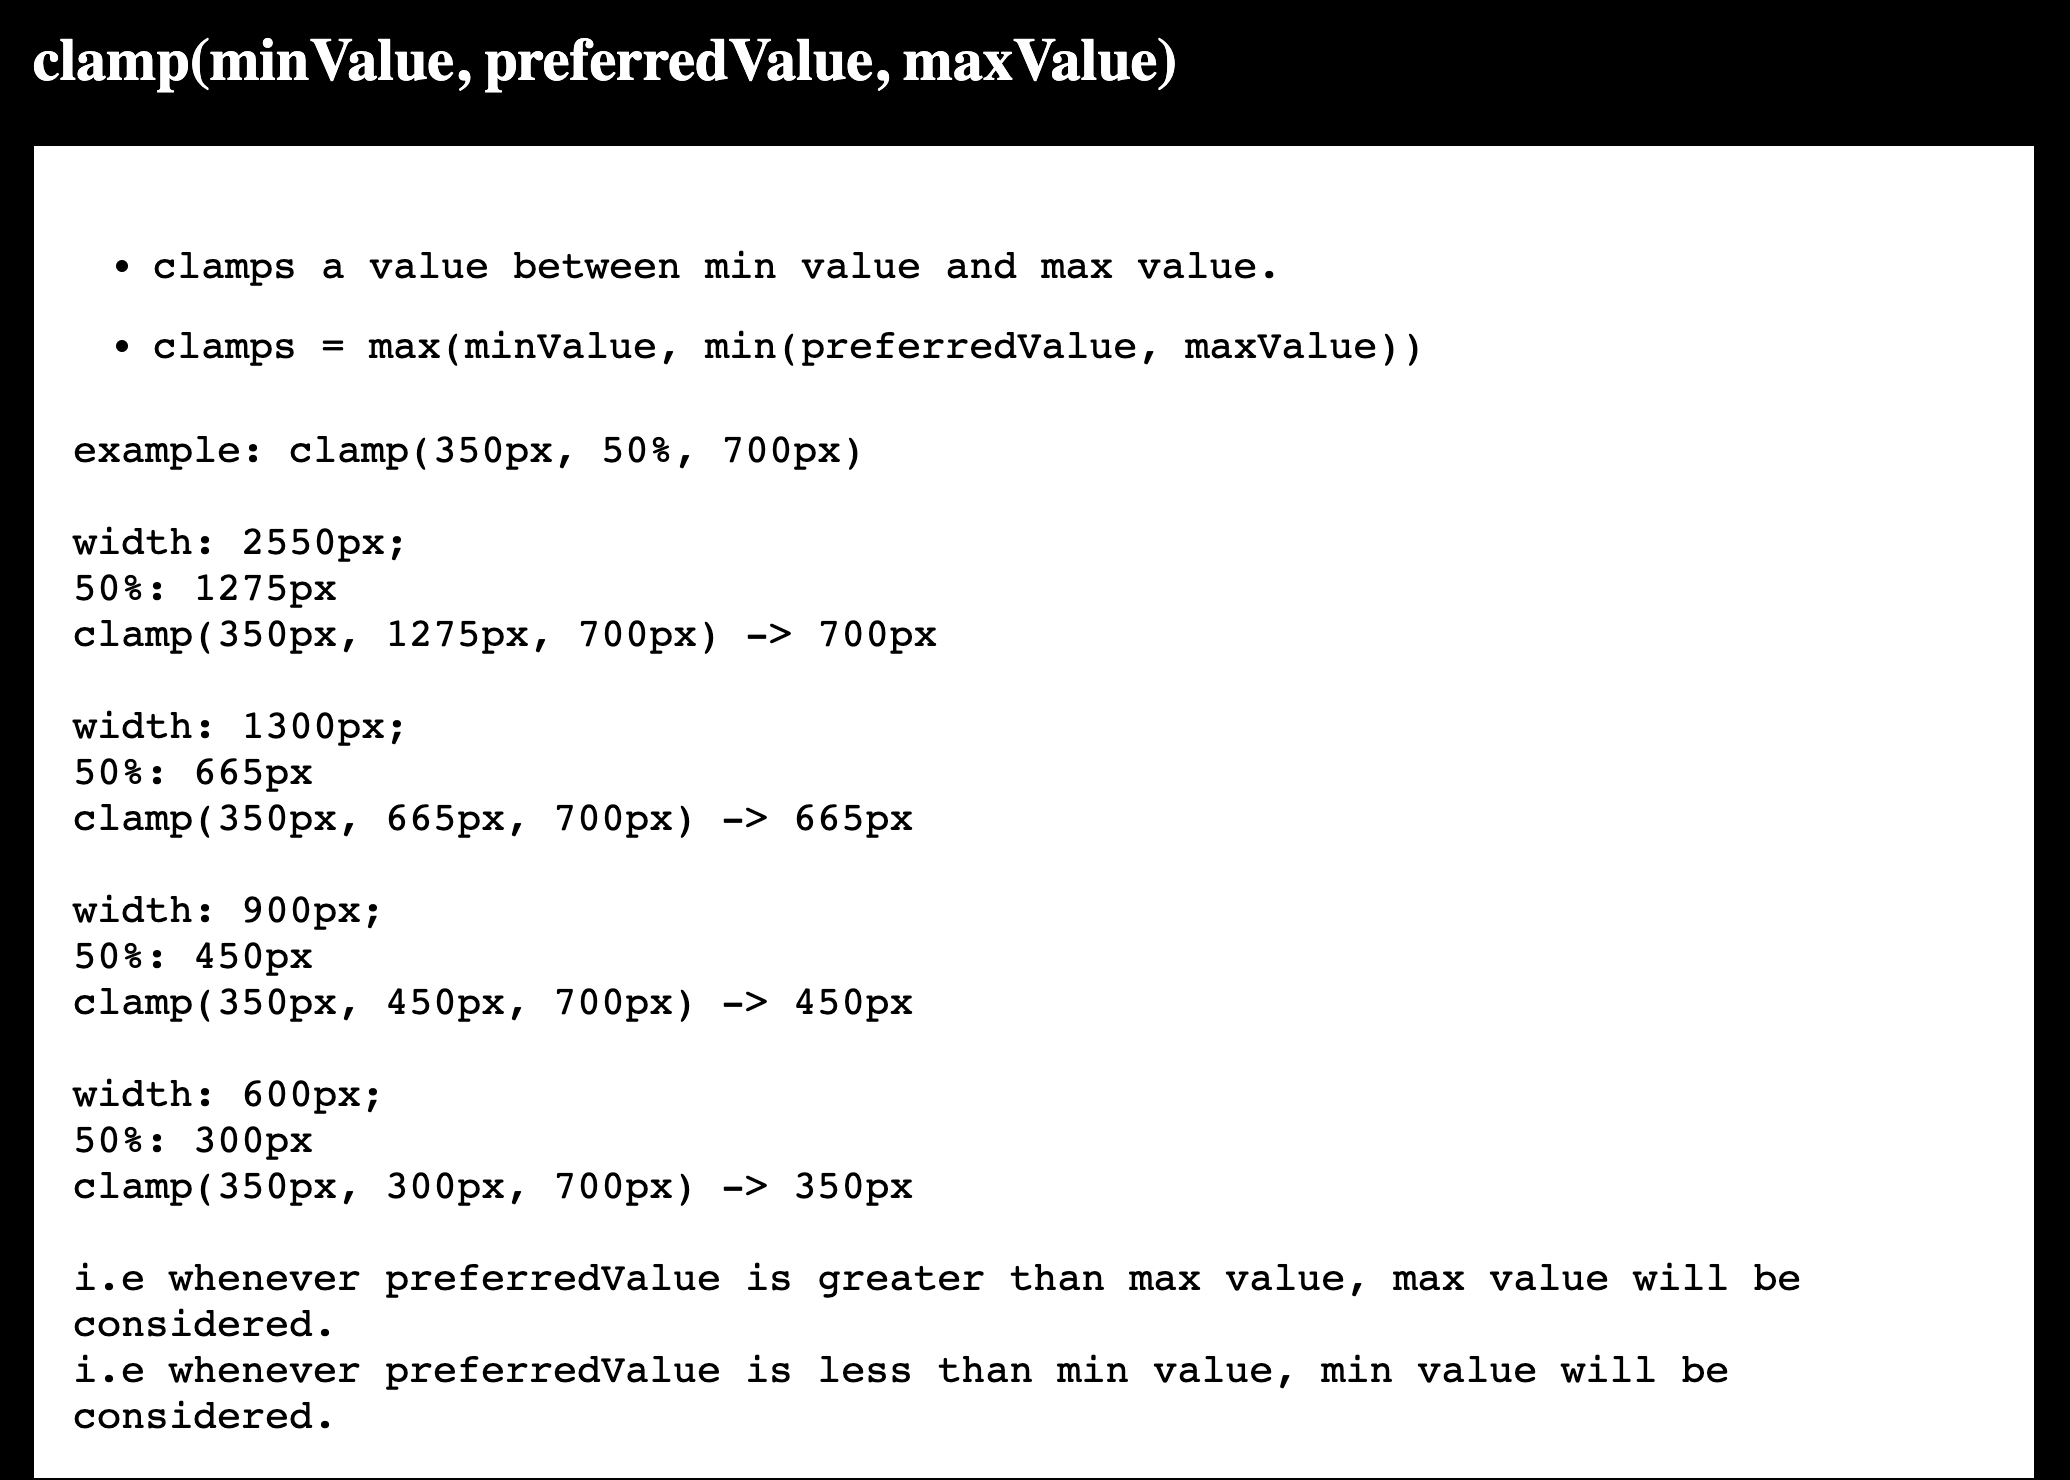 clamp(minValue, preferredValue, maxValue)
• clamps a value between min value and max value.
• clamps = max(minValue, min(preferredValue, maxValue))
example: clamp(350px, 50%, 700px)
width: 2550px;
50%: 1275px
clamp(350px, 1275px, 700px) -> 700px
width: 1300px;
50%: 665px
clamp(350px, 665px, 700px) -> 665px
width: 900px;
50%: 450px
clamp(350px, 450px, 700px) -> 450px
width: 600px;
50%: 300px
clamp(350px, 300px, 700px) -> 350px
i.e whenever preferredValue is greater than max value, max value will be
considered.
i.e whenever preferredValue is less than min value, min value will be
considered.